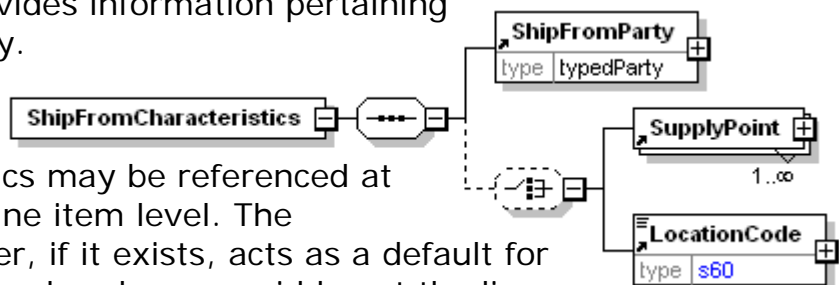 vides information pertaining
y.
ShipFromParty
type typedParty
ShipFromCharacteristics
SupplyPoint
1..∞
cs may be referenced at
ne item level. The
er, if it exists, acts as a default for
LocationCode
type s60